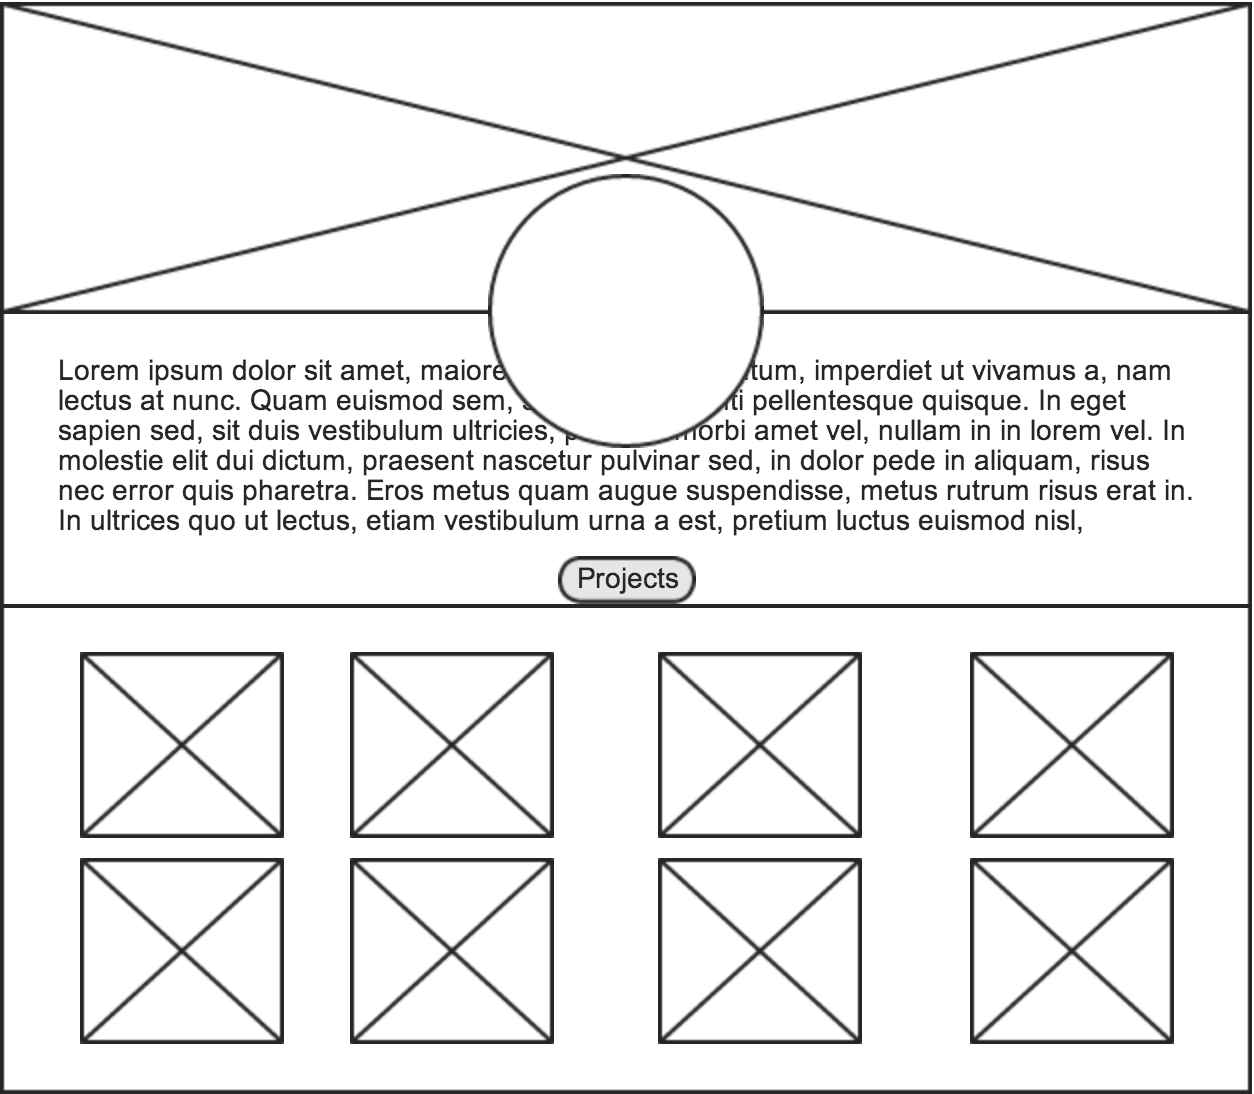 Lorem ipsum dolor sit amet, maiore tum, imperdiet ut vivamus a, nam
lectus at nunc. Quam euismod sem, ti pellentesque quisque. In eget
sapien sed, sit duis vestibulum ultricies, morbi amet vel, nullam in in lorem vel. In
molestie elit dui dictum, praesent nascetur pulvinar sed, in dolor pede in aliquam, risus
nec error quis pharetra. Eros metus quam augue suspendisse, metus rutrum risus erat in.
In ultrices quo ut lectus, etiam vestibulum urna a est, pretium luctus euismod nisl,
Projects